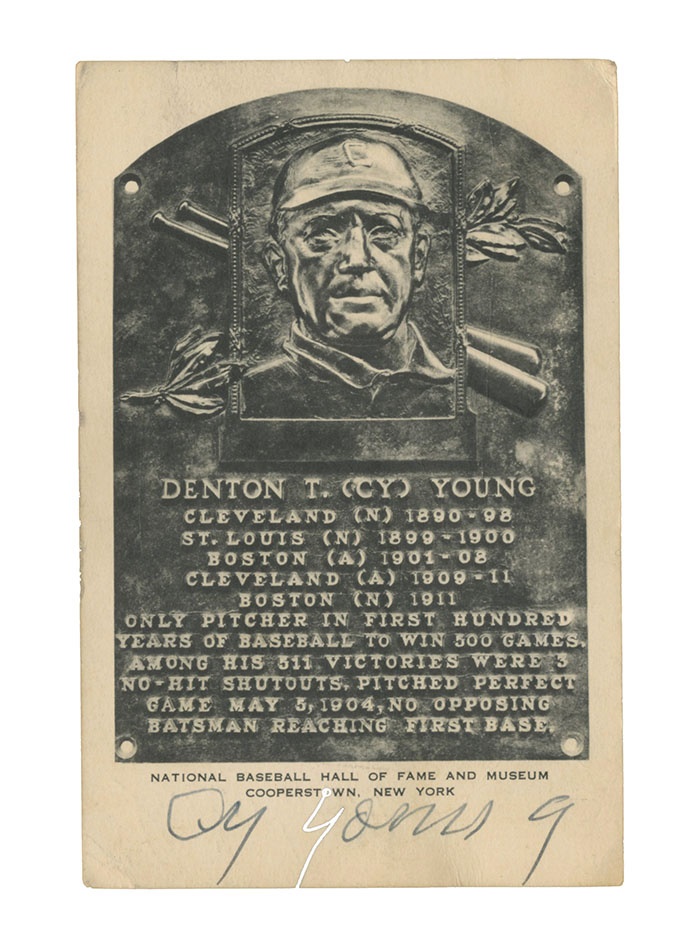 C
DENTON T. (CY) YOUNG
CLEVELAND (N) 1890-98
ST. LOUIS (N) 1899-1900
BOSTON (A) 1901-08
CLEVELAND (A) 1909-11
BOSTON (N) 1911
ONLY PITCHER IN FIRST HUNDRED
YEARS OF BASEBALL TO WIN 500 GAMES.
AMONG HIS 511 VICTORIES WERE 3
NO-HIT SHUTOUTS. PITCHED PERFECT
GAME MAY 5, 1904, NO OPPOSING
BATSMAN REACHING FIRST BASE.
NATIONAL BASEBALL HALL OF FAME AND MUSEUM
COOPERSTOWN, NEW YORK
Cy Young